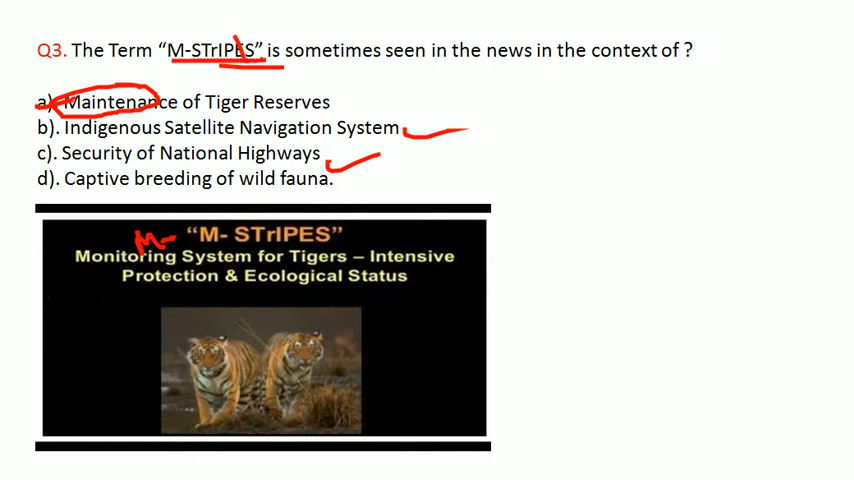 Q3. The Term “M-STrIPES” is sometimes seen in the news in the context of ?
a). Maintenance of Tiger Reserves
b). Indigenous Satellite Navigation System
c). Security of National Highways
d). Captive breeding of wild fauna.
M-
“M- STrIPES”
Monitoring System for Tigers – Intensive
Protection & Ecological Status